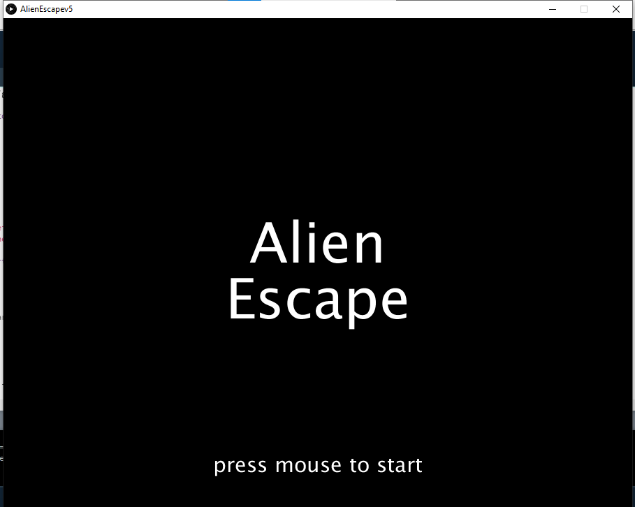 AlienEscapev5
Alien
Escape
press mouse to start